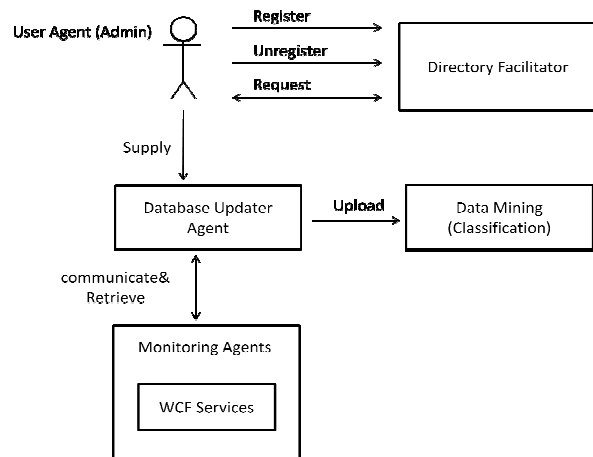 User Agent (Admin)
Register
Unregister
Request
Directory Facilitator
Supply
Database Updater
Agent
Upload
Data Mining
(Classification)
communicate&
Retrieve
Monitoring Agents
WCF Services